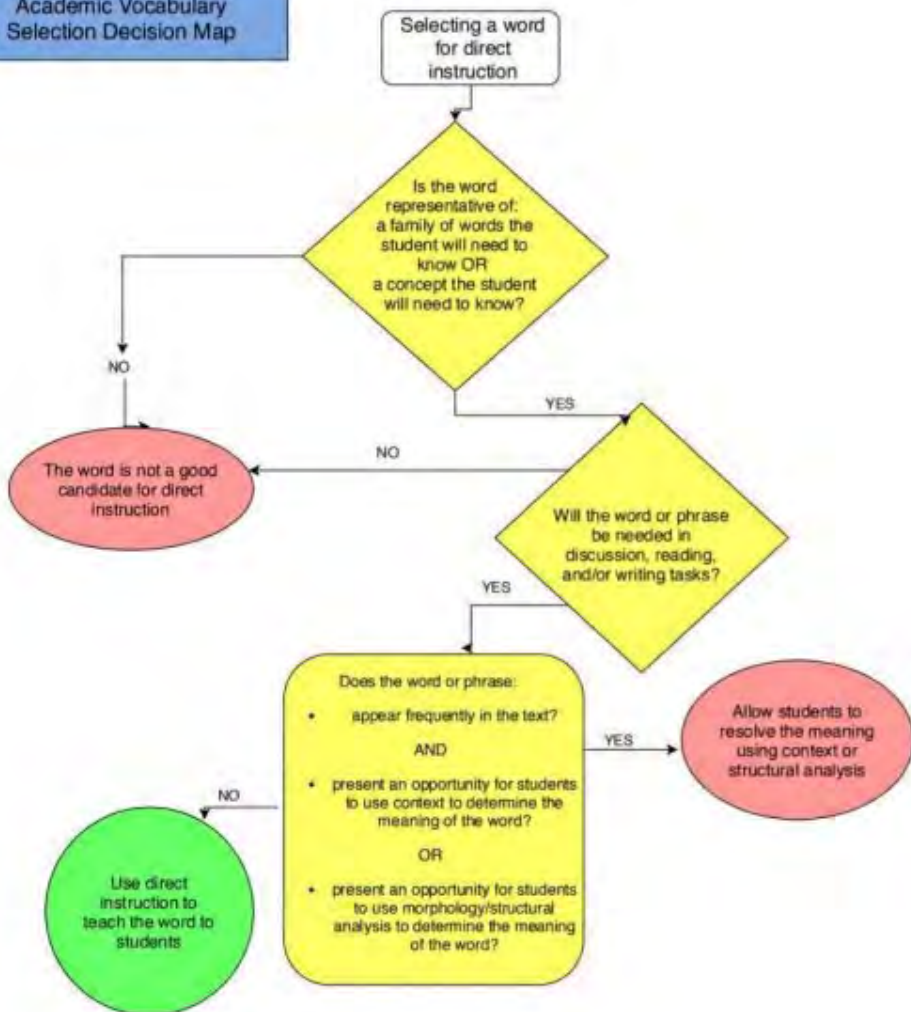 Academic Vocabulary
Selection Decision Map
Selecting a word
for direct
instruction
Is the word
representative of:
a family of words the
student will need to
know OR
a concept the student
will need to know?
NO
YES
NO
The word is not a good
candidate for direct
instruction
Will the word or phrase
be needed in
discussion, reading,
and/or writing tasks?
YES
Does the word or phrase:
• appear frequently in the text?
AND
• present an opportunity for students
to use context to determine the
meaning of the word?
OR
• present an opportunity for students
to use morphology/structural
analysis to determine the meaning
of the word?
YES
Allow students to
resolve the meaning
using context or
structural analysis
NO
Use direct
instruction to
teach the word to
students